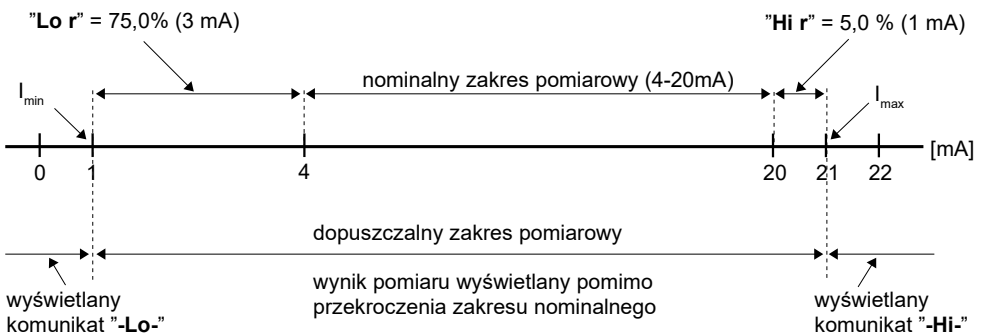 "Lo r" = 75,0% (3 mA)
"Hi r" = 5,0 % (1 mA)
nominalny zakres pomiarowy (4-20mA)
Imin
Imax
[mA]
0 1 4 20 21 22
dopuszczalny zakres pomiarowy
wynik pomiaru wyświetlany pomimo
przekroczenia zakresu nominalnego
wyświetlany
komunikat "-Lo-"
wyświetlany
komunikat "-Hi-"